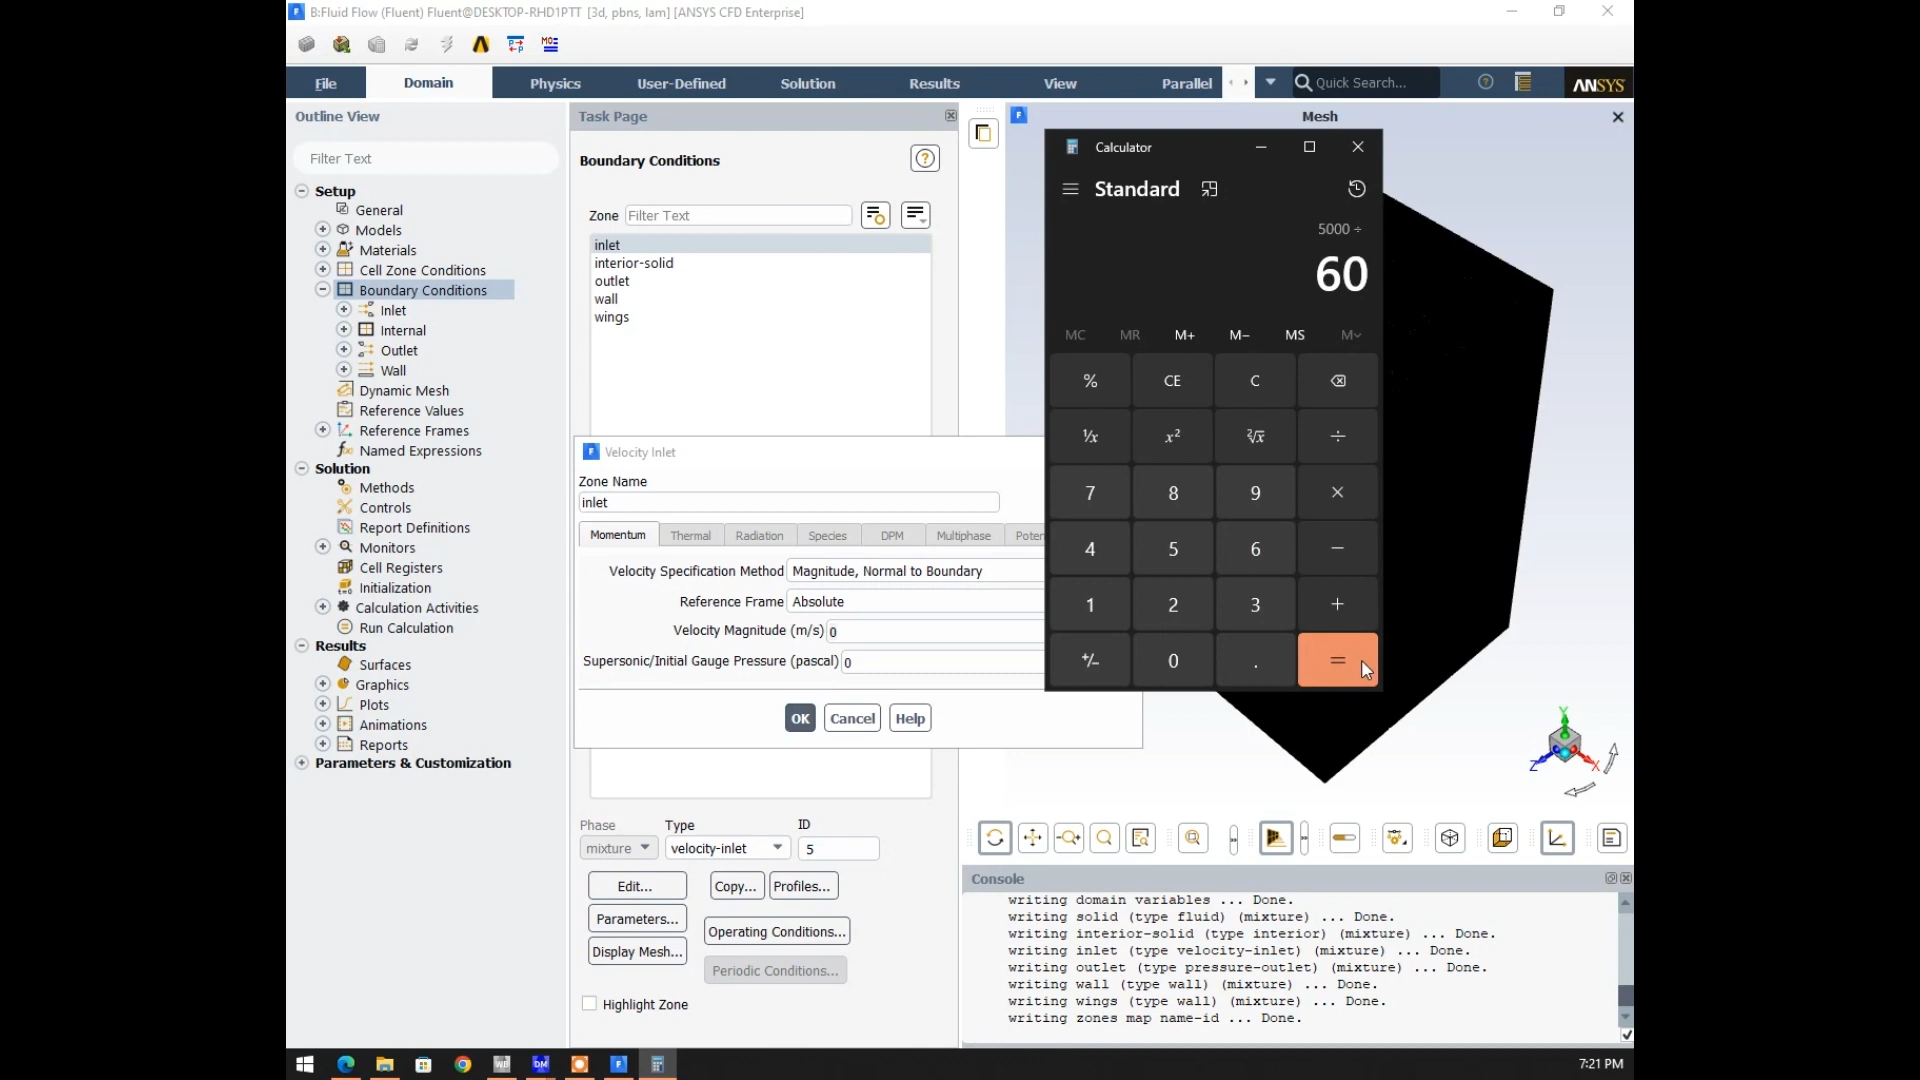 B:Fluid Flow (Fluent) Fluent@DESKTOP-RHD1PTT [3d, pbns, lam] [ANSYS CFD Enterprise]
File Domain Physics User-Defined Solution Results View Parallel Quick Search... ANSYS
Outline View
Filter Text
Setup
General
Models
Materials
Cell Zone Conditions
Boundary Conditions
Inlet
Internal
Outlet
Wall
Dynamic Mesh
Reference Values
Reference Frames
Named Expressions
Solution
Methods
Controls
Report Definitions
Monitors
Cell Registers
Initialization
Calculation Activities
Run Calculation
Results
Surfaces
Graphics
Plots
Animations
Reports
Parameters & Customization
Task Page
Boundary Conditions
Zone Filter Text
inlet
interior-solid
outlet
wall
wings
Velocity Inlet
Zone Name
inlet
Momentum Thermal Radiation Species DPM Multiphase Poten
Velocity Specification Method Magnitude, Normal to Boundary
Reference Frame Absolute
Velocity Magnitude (m/s) 0
Supersonic/Initial Gauge Pressure (pascal) 0
OK Cancel Help
Phase Type ID
mixture velocity-inlet 5
Edit... Copy... Profiles...
Parameters... Operating Conditions...
Display Mesh... Periodic Conditions...
Highlight Zone
Mesh
Calculator
Standard
5000 ÷
60
MC MR M+ M− MS M
% CE C
¹/x x² ²√x ÷
7 8 9 ×
4 5 6 −
1 2 3 +
+/− 0 . =
Y
Z X
Console
writing domain variables ... Done.
writing solid (type fluid) (mixture) ... Done.
writing interior-solid (type interior) (mixture) ... Done.
writing inlet (type velocity-inlet) (mixture) ... Done.
writing outlet (type pressure-outlet) (mixture) ... Done.
writing wall (type wall) (mixture) ... Done.
writing wings (type wall) (mixture) ... Done.
writing zones map name-id ... Done.
7:21 PM